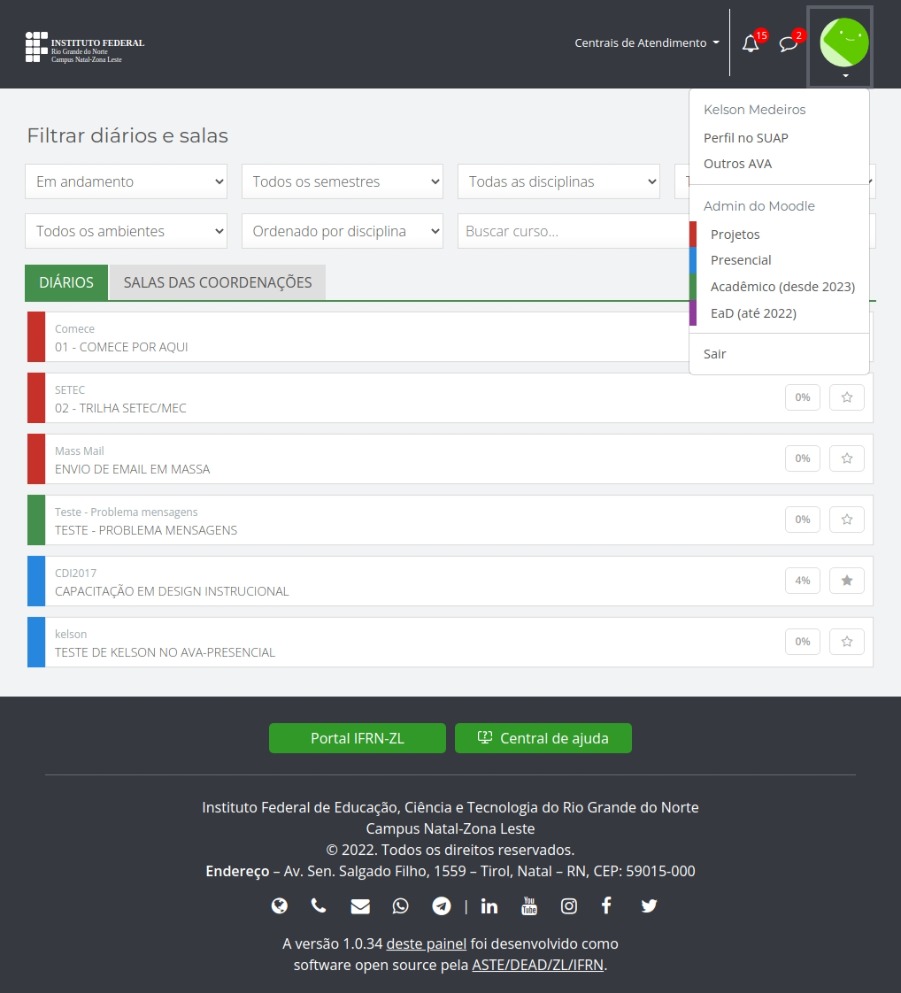 INSTITUTO FEDERAL
Rio Grande do Norte
Campus Natal-Zona Leste
Centrais de Atendimento
15
2
Kelson Medeiros
Perfil no SUAP
Outros AVA
Admin do Moodle
Projetos
Presencial
Acadêmico (desde 2023)
EaD (até 2022)
Sair
Filtrar diários e salas
Em andamento
Todos os semestres
Todas as disciplinas
Todos os ambientes
Ordenado por disciplina
Buscar curso...
DIÁRIOS
SALAS DAS COORDENAÇÕES
Comece
01 - COMECE POR AQUI
SETEC
02 - TRILHA SETEC/MEC
0%
Mass Mail
ENVIO DE EMAIL EM MASSA
0%
Teste - Problema mensagens
TESTE - PROBLEMA MENSAGENS
0%
CDI2017
CAPACITAÇÃO EM DESIGN INSTRUCIONAL
4%
kelson
TESTE DE KELSON NO AVA-PRESENCIAL
0%
Portal IFRN-ZL
Central de ajuda
Instituto Federal de Educação, Ciência e Tecnologia do Rio Grande do Norte
Campus Natal-Zona Leste
© 2022. Todos os direitos reservados.
Endereço – Av. Sen. Salgado Filho, 1559 – Tirol, Natal – RN, CEP: 59015-000
|
You Tube
A versão 1.0.34 deste painel foi desenvolvido como
software open source pela ASTE/DEAD/ZL/IFRN.